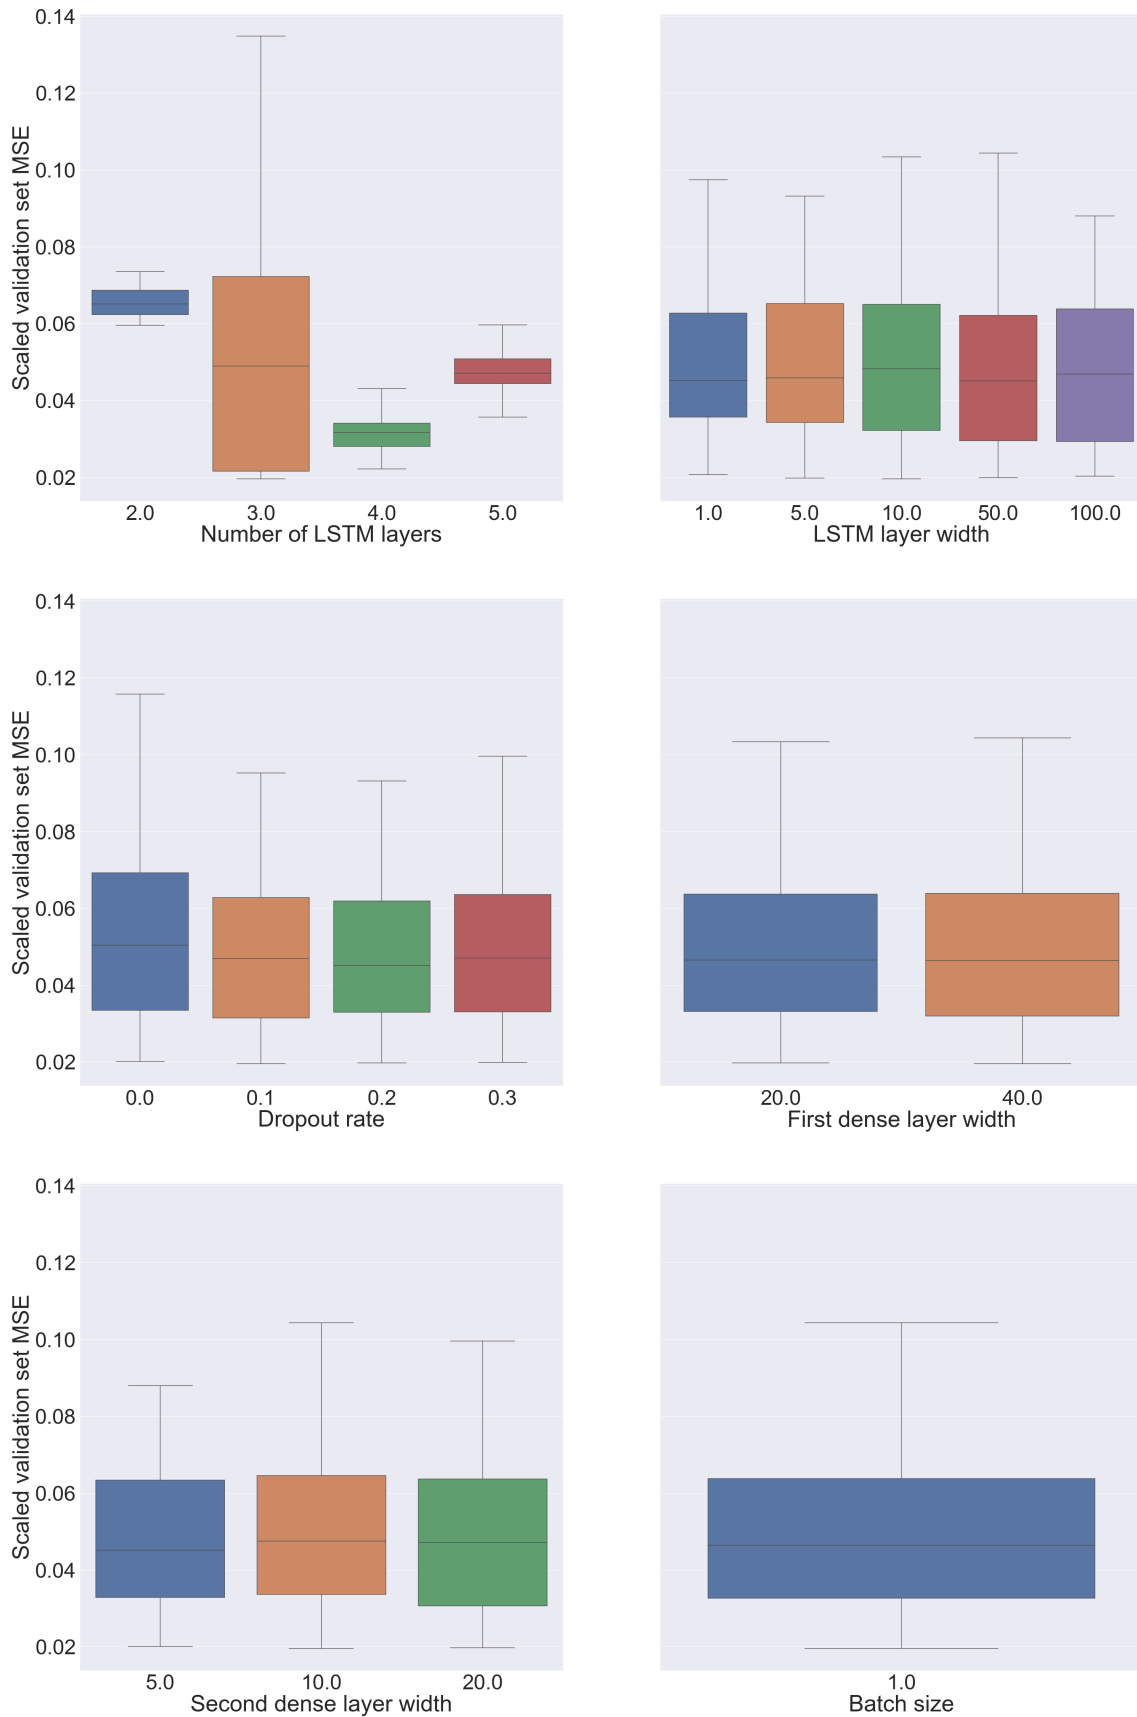 0.14
0.12
0.10
0.08
0.06
0.04
0.02
Scaled validation set MSE
2.0 3.0 4.0 5.0
Number of LSTM layers
1.0 5.0 10.0 50.0 100.0
LSTM layer width
0.14
0.12
0.10
0.08
0.06
0.04
0.02
Scaled validation set MSE
0.0 0.1 0.2 0.3
Dropout rate
20.0 40.0
First dense layer width
0.14
0.12
0.10
0.08
0.06
0.04
0.02
Scaled validation set MSE
5.0 10.0 20.0
Second dense layer width
1.0
Batch size